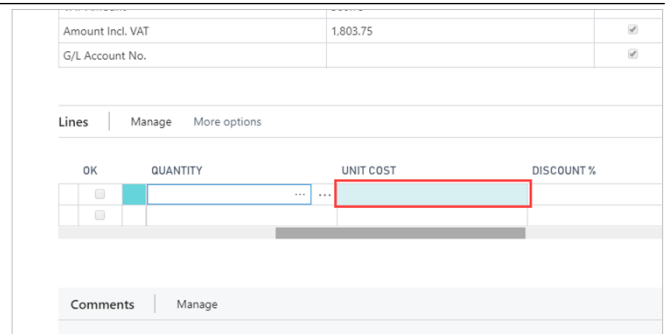 Amount Incl. VAT 1,803.75
G/L Account No.
Lines Manage More options
OK QUANTITY UNIT COST DISCOUNT %
... ...
Comments Manage